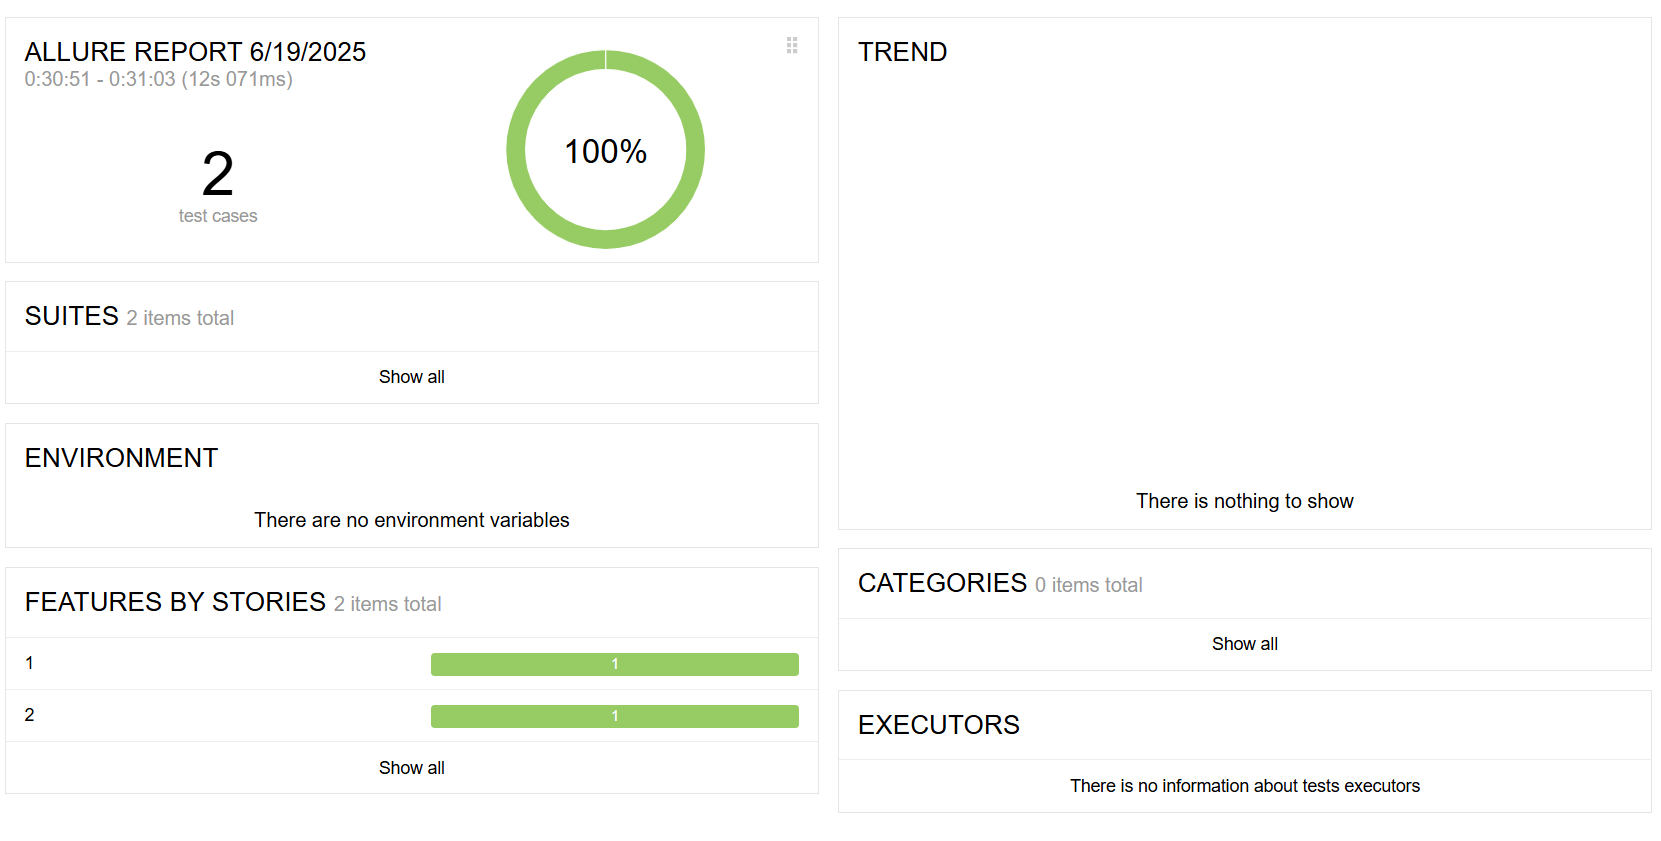 ALLURE REPORT 6/19/2025
0:30:51 - 0:31:03 (12s 071ms)
2
test cases
100%
SUITES 2 items total
Show all
ENVIRONMENT
There are no environment variables
FEATURES BY STORIES 2 items total
1 1
2 1
Show all
TREND
There is nothing to show
CATEGORIES 0 items total
Show all
EXECUTORS
There is no information about tests executors